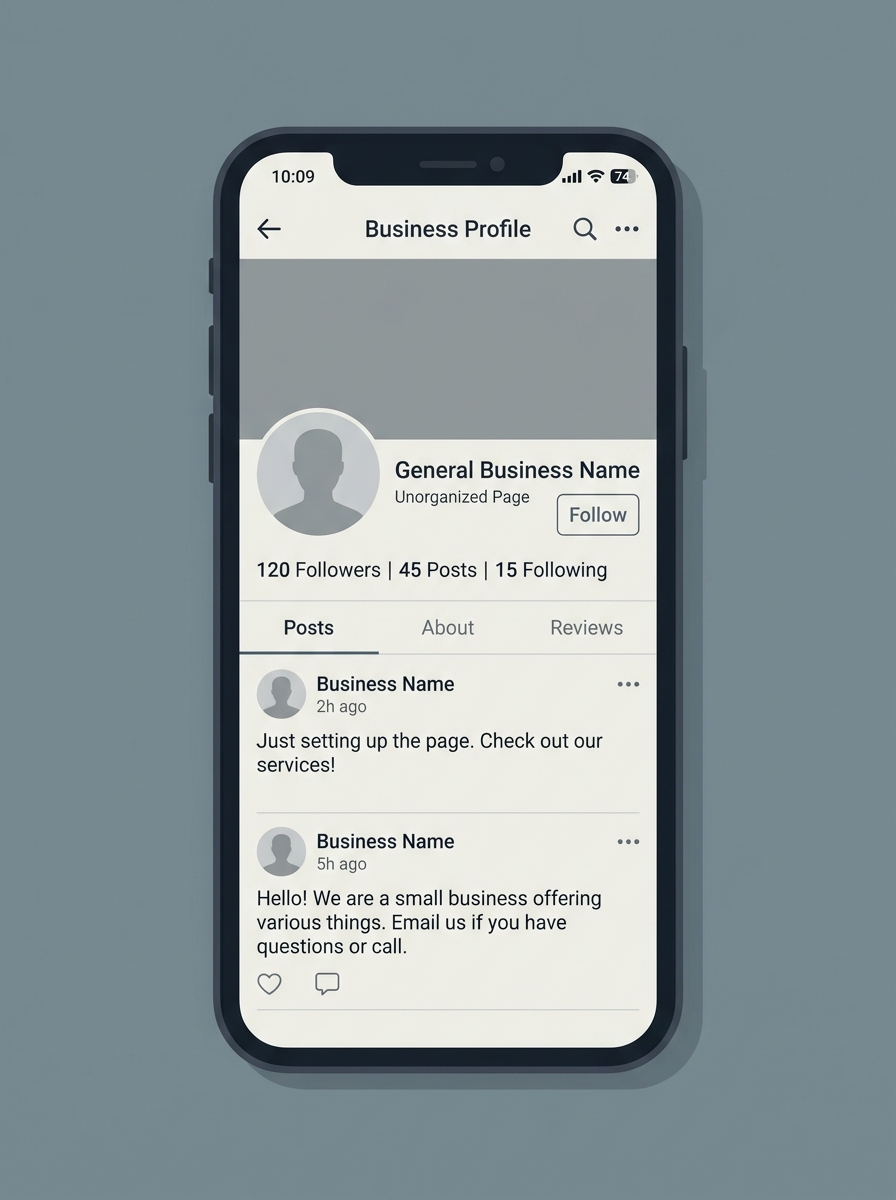 10:09
74
Business Profile
General Business Name
Unorganized Page
Follow
120 Followers | 45 Posts | 15 Following
Posts
About
Reviews
Business Name
2h ago
Just setting up the page. Check out our
services!
Business Name
5h ago
Hello! We are a small business offering
various things. Email us if you have
questions or call.